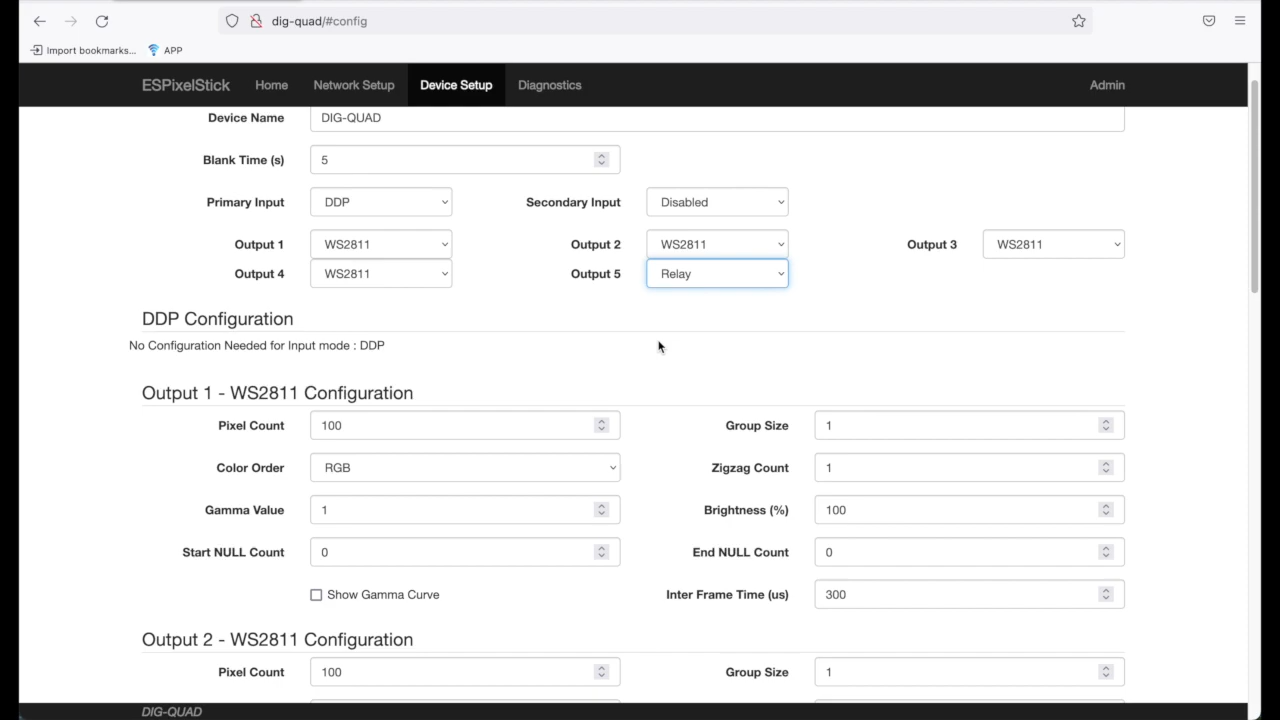 dig-quad/#config
Import bookmarks... APP
ESPixelStick Home Network Setup Device Setup Diagnostics Admin
Device Name DIG-QUAD
Blank Time (s) 5
Primary Input DDP Secondary Input Disabled
Output 1 WS2811 Output 2 WS2811 Output 3 WS2811
Output 4 WS2811 Output 5 Relay
DDP Configuration
No Configuration Needed for Input mode : DDP
Output 1 - WS2811 Configuration
Pixel Count 100 Group Size 1
Color Order RGB Zigzag Count 1
Gamma Value 1 Brightness (%) 100
Start NULL Count 0 End NULL Count 0
Show Gamma Curve Inter Frame Time (us) 300
Output 2 - WS2811 Configuration
Pixel Count 100 Group Size 1
DIG-QUAD